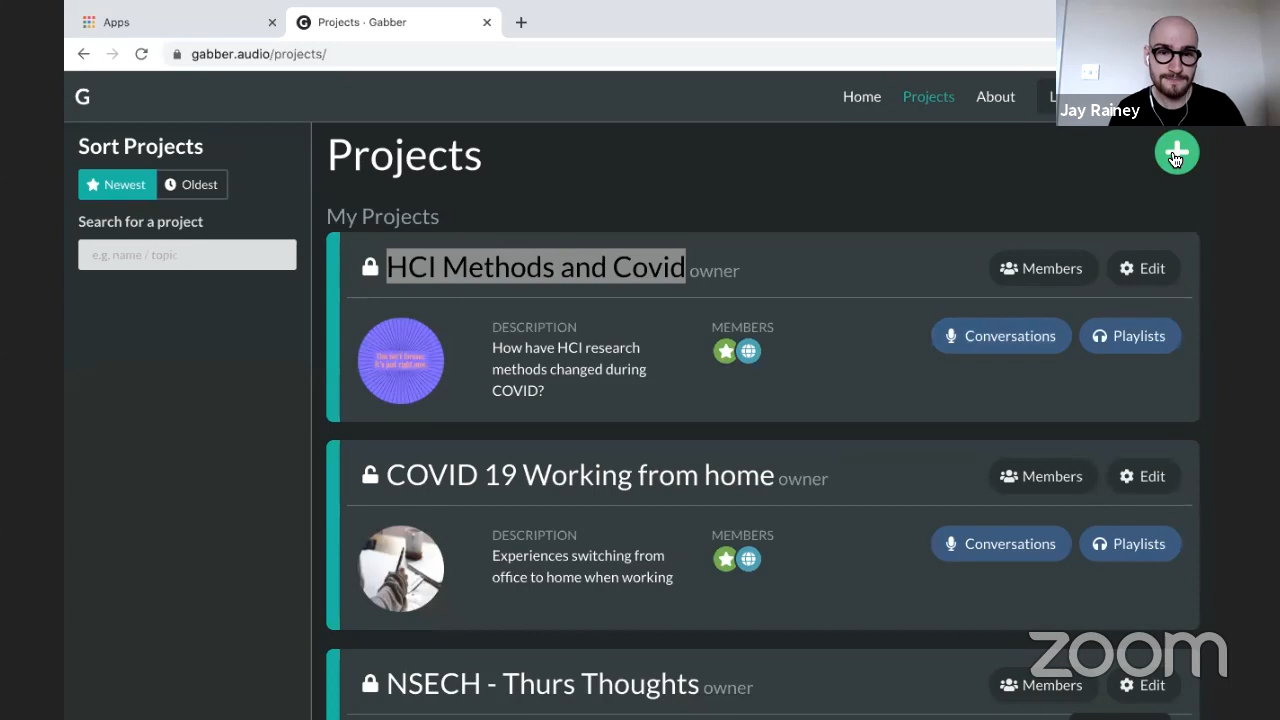 Apps
Projects · Gabber
gabber.audio/projects/
G
Home
Projects
About
L
Jay Rainey
Sort Projects
Newest
Oldest
Search for a project
e.g. name / topic
Projects
My Projects
HCI Methods and Covid owner
Members
Edit
DESCRIPTION
How have HCI research
methods changed during
COVID?
MEMBERS
Conversations
Playlists
COVID 19 Working from home owner
Members
Edit
DESCRIPTION
Experiences switching from
office to home when working
MEMBERS
Conversations
Playlists
NSECH - Thurs Thoughts owner
Members
Edit
zoom